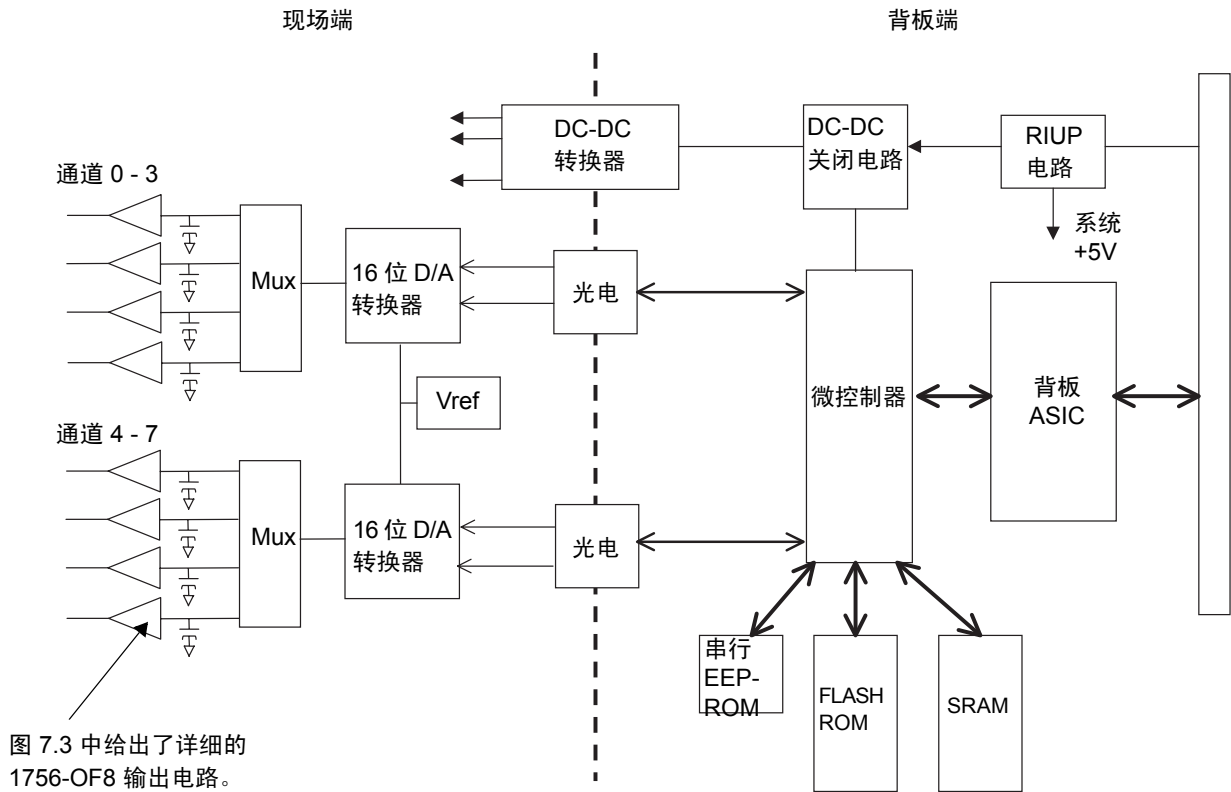 现场端
背板端
DC-DC
转换器
DC-DC
关闭电路
RIUP
电路
系统
+5V
通道 0 - 3
Mux
16 位 D/A
转换器
光电
Vref
微控制器
背板
ASIC
通道 4 - 7
Mux
16 位 D/A
转换器
光电
串行
EEP-
ROM
FLASH
ROM
SRAM
图 7.3 中给出了详细的
1756-OF8 输出电路。